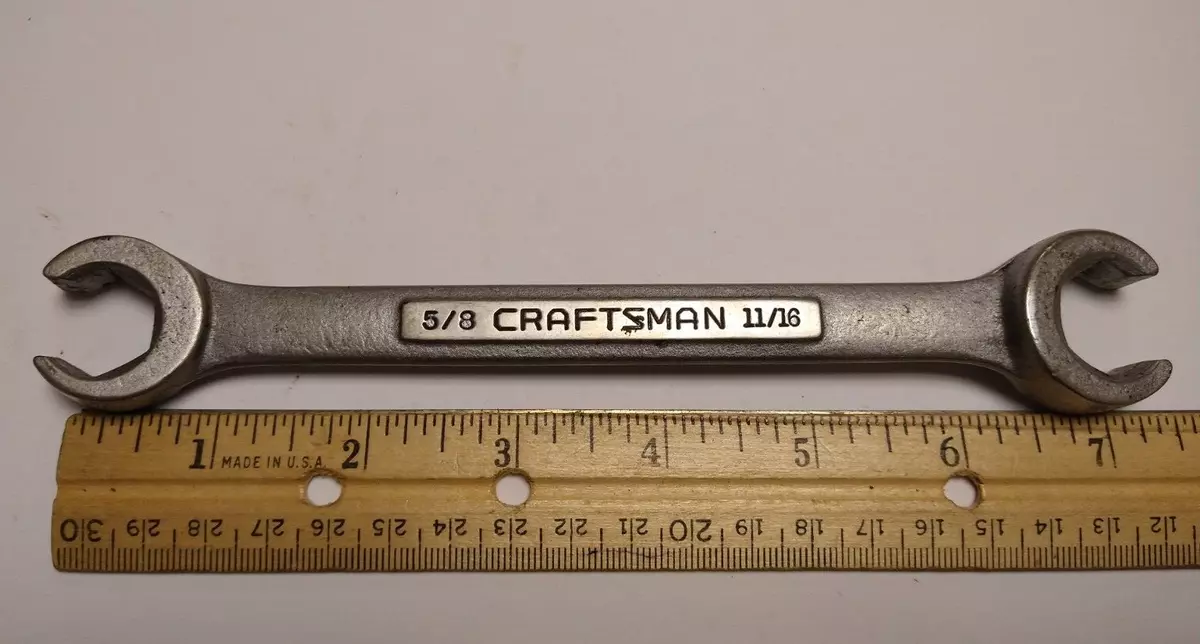 5/8 CRAFTSMAN 11/16
1 MADE IN U.S.A. 2 3 4 5 6 7
30 29 28 27 26 25 24 23 22 21 20 19 18 17 16 15 14 13 12